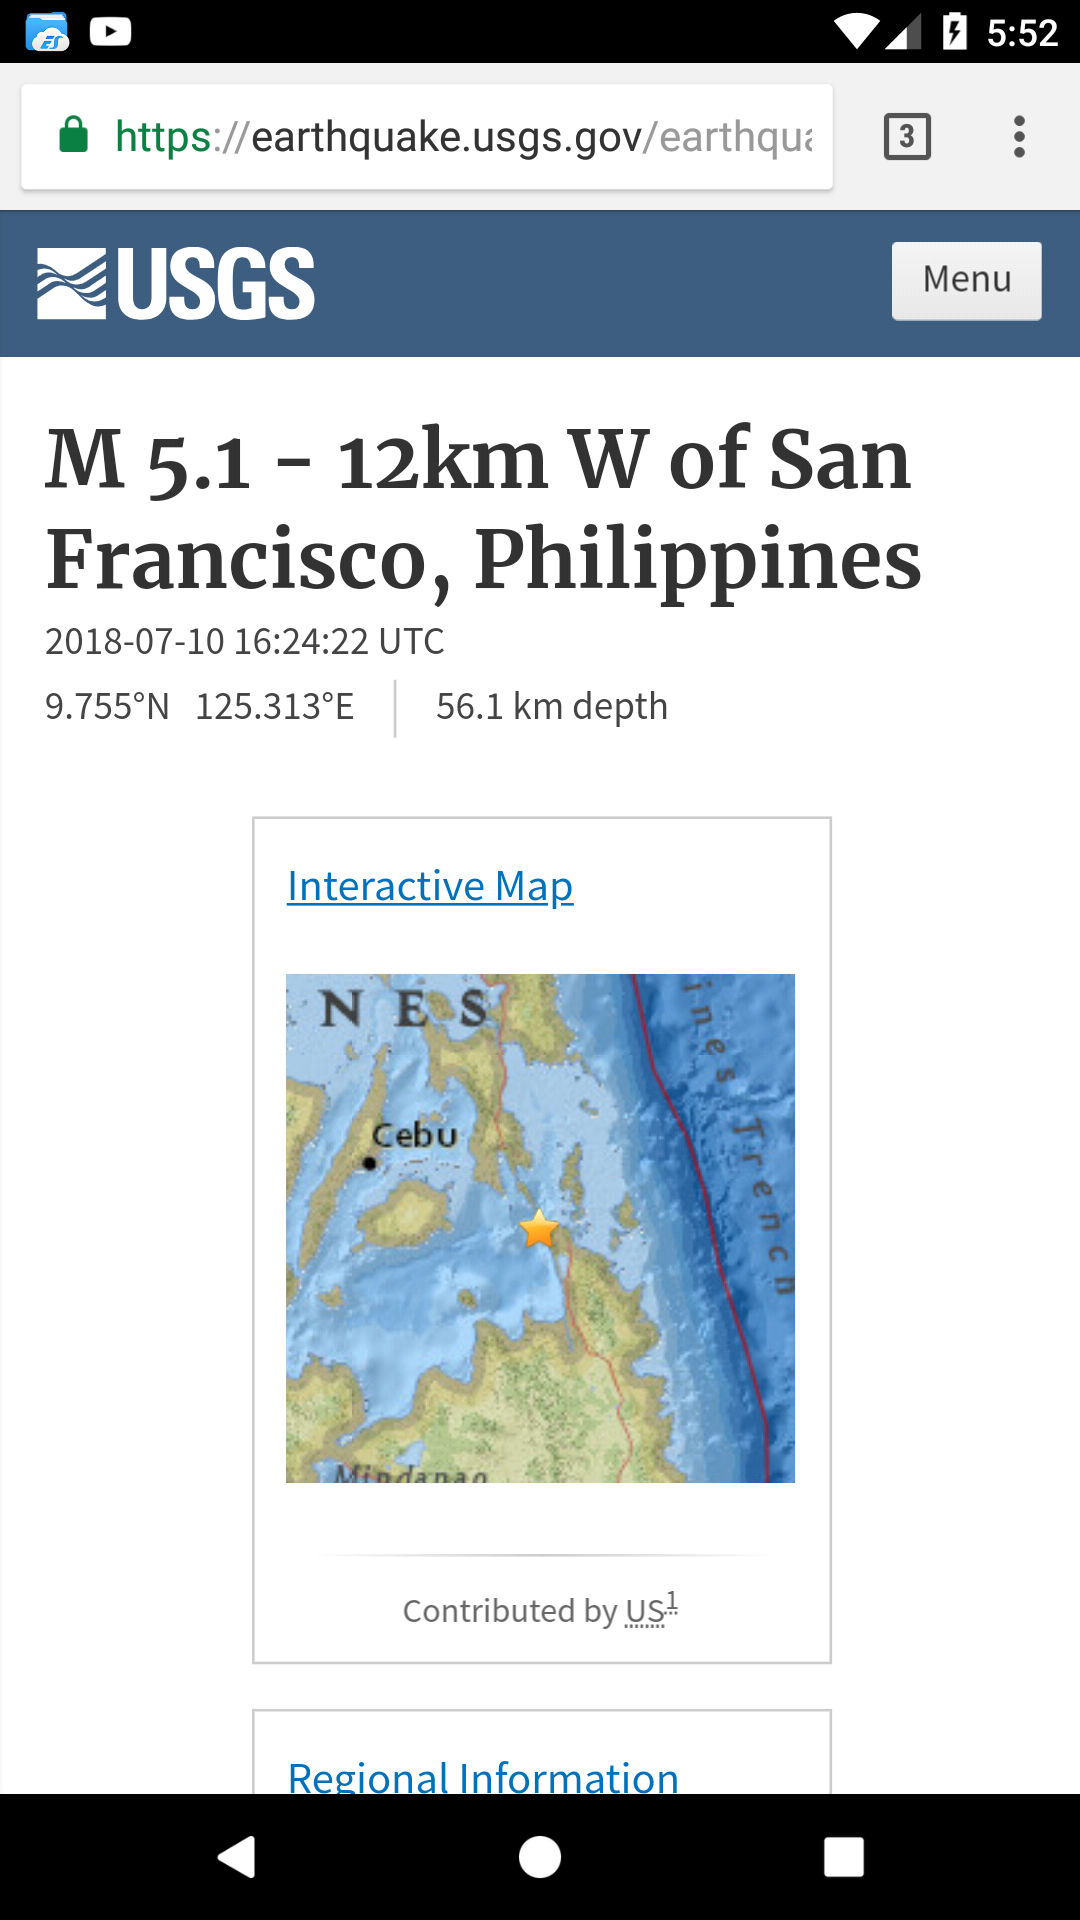 5:52
https://earthquake.usgs.gov/earthqua
3
USGS
Menu
M 5.1 - 12km W of San
Francisco, Philippines
2018-07-10 16:24:22 UTC
9.755°N 125.313°E 56.1 km depth
Interactive Map
NES
ines Trench
Cebu
Mindanao
Contributed by US1
Regional Information